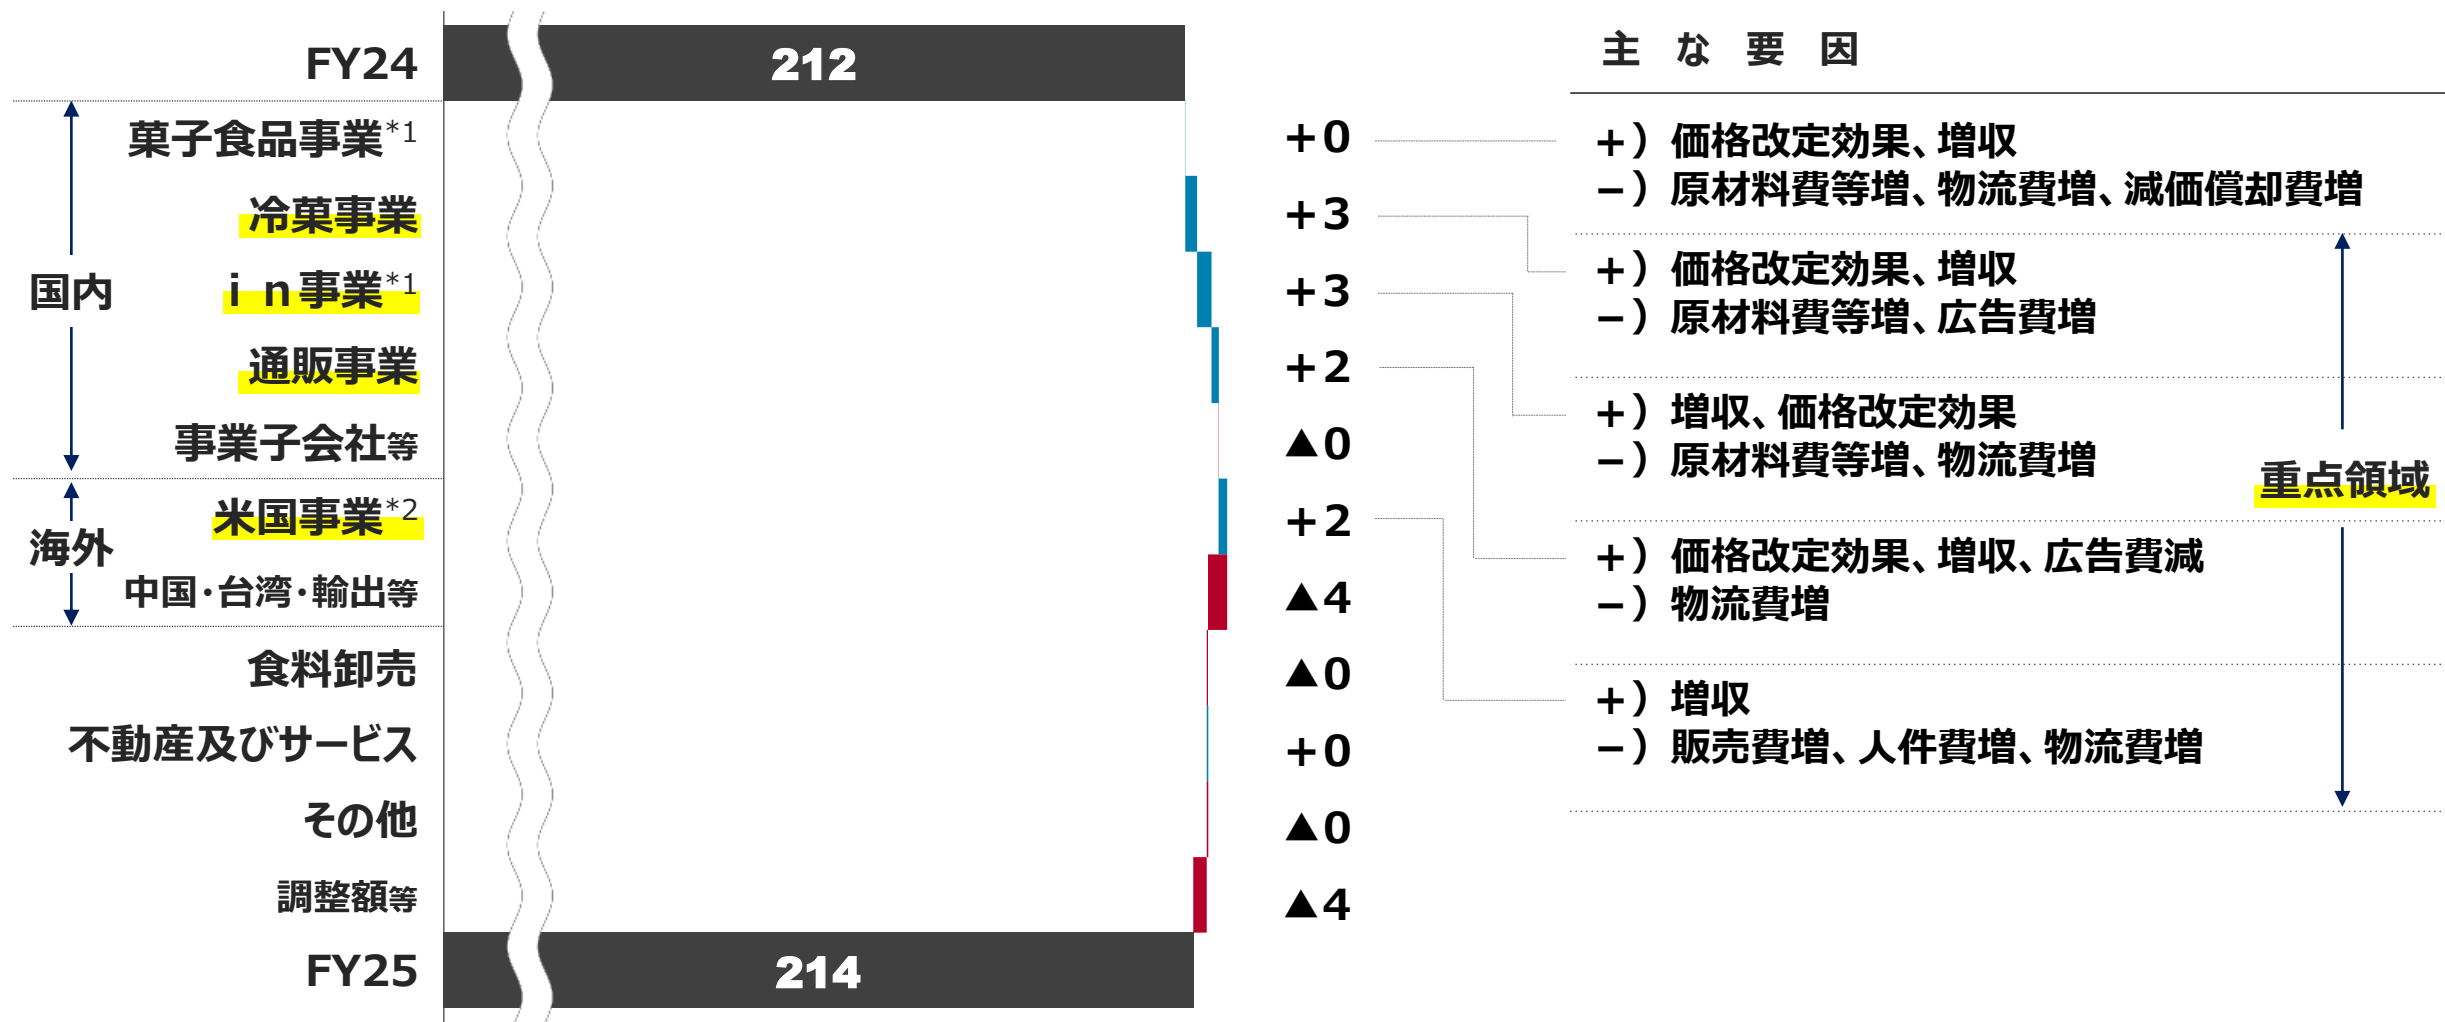 主な要因
FY24
212
菓子食品事業*1
+0
+）価格改定効果、増収
−）原材料費等増、物流費増、減価償却費増
冷菓事業
+3
+）価格改定効果、増収
−）原材料費等増、広告費増
国内
ｉｎ事業*1
+3
+）増収、価格改定効果
−）原材料費等増、物流費増
通販事業
+2
+）価格改定効果、増収、広告費減
−）物流費増
事業子会社等
▲0
重点領域
海外
米国事業*2
+2
+）増収
−）販売費増、人件費増、物流費増
中国・台湾・輸出等
▲4
食料卸売
▲0
不動産及びサービス
+0
その他
▲0
調整額等
▲4
FY25
214